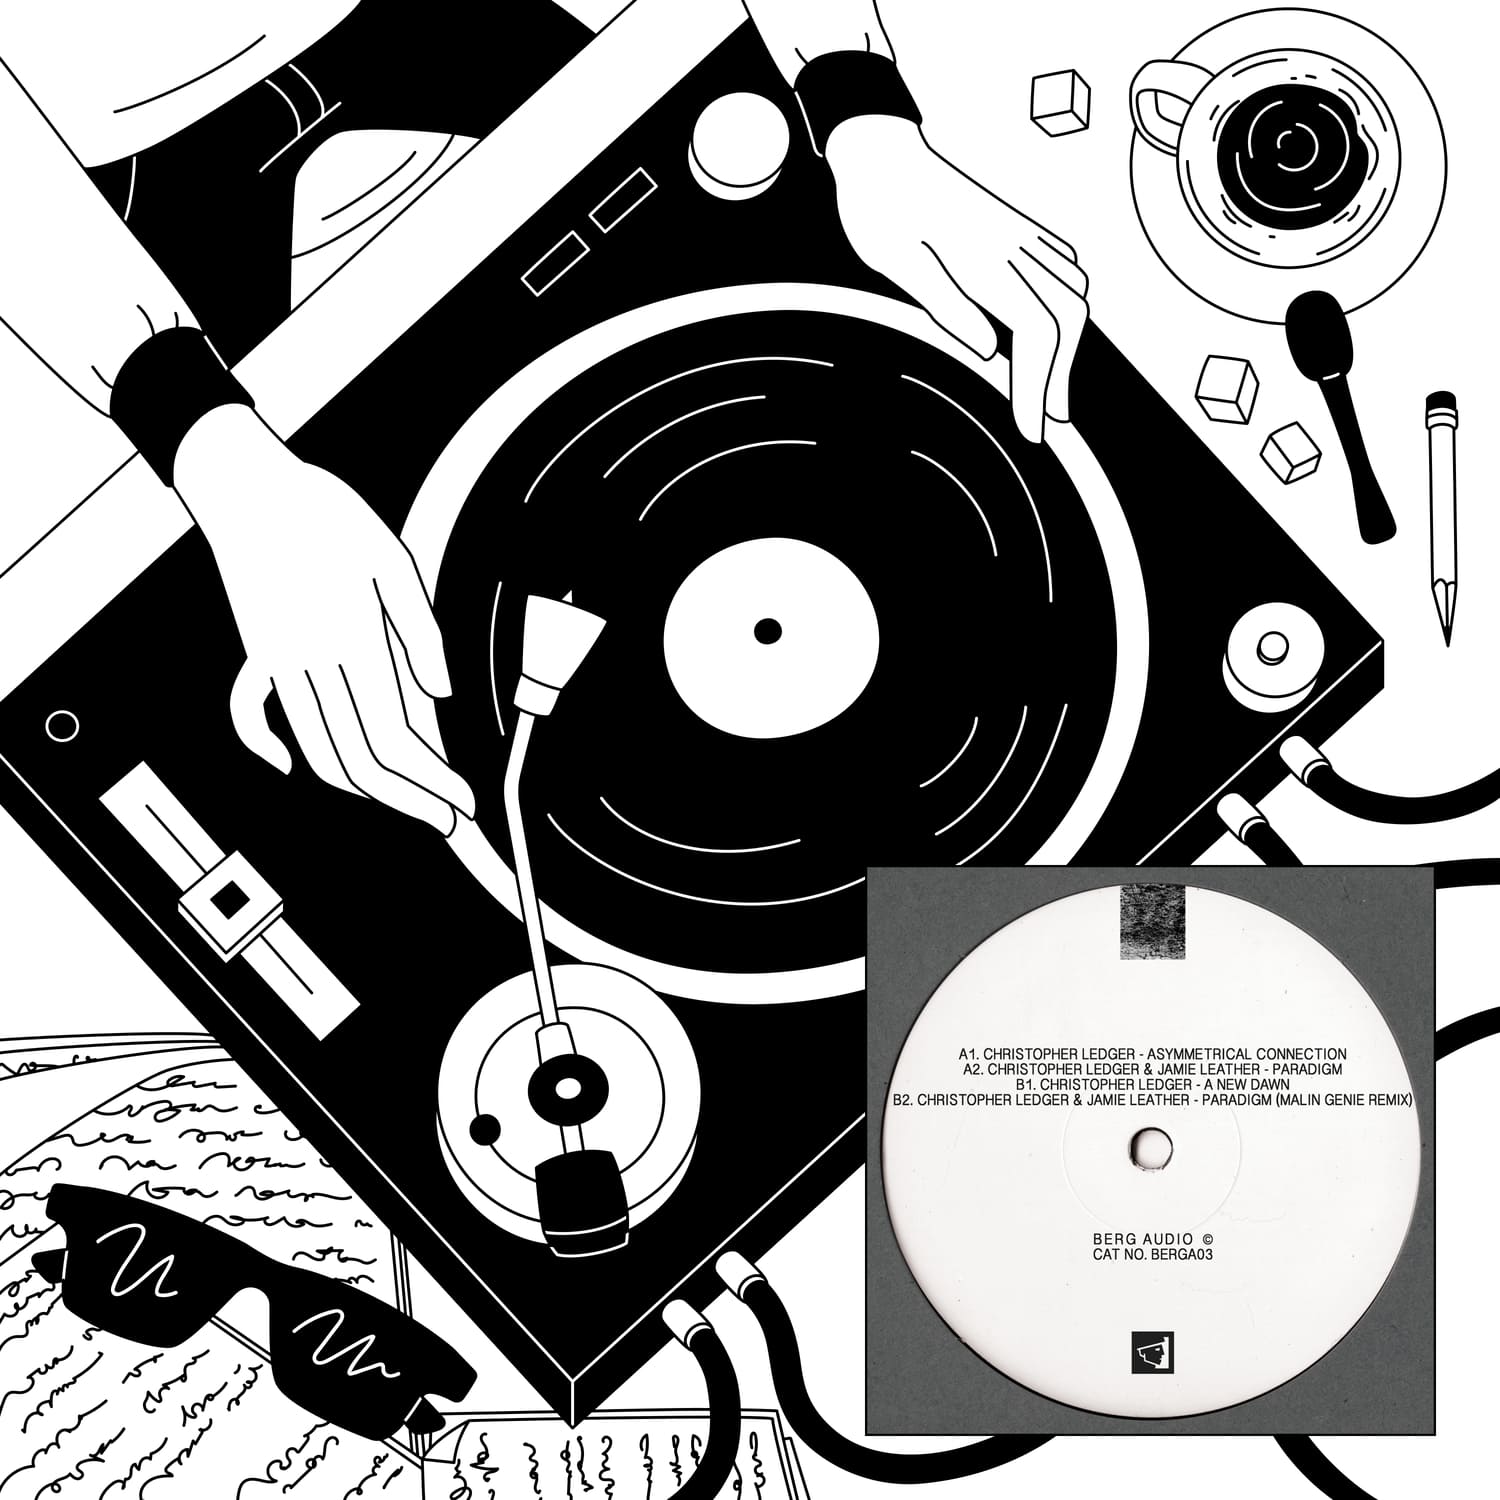 A1. CHRISTOPHER LEDGER - ASYMMETRICAL CONNECTION
A2. CHRISTOPHER LEDGER & JAMIE LEATHER - PARADIGM
B1. CHRISTOPHER LEDGER - A NEW DAWN
B2. CHRISTOPHER LEDGER & JAMIE LEATHER - PARADIGM (MALIN GENIE REMIX)
BERG AUDIO ©
CAT NO. BERGA03